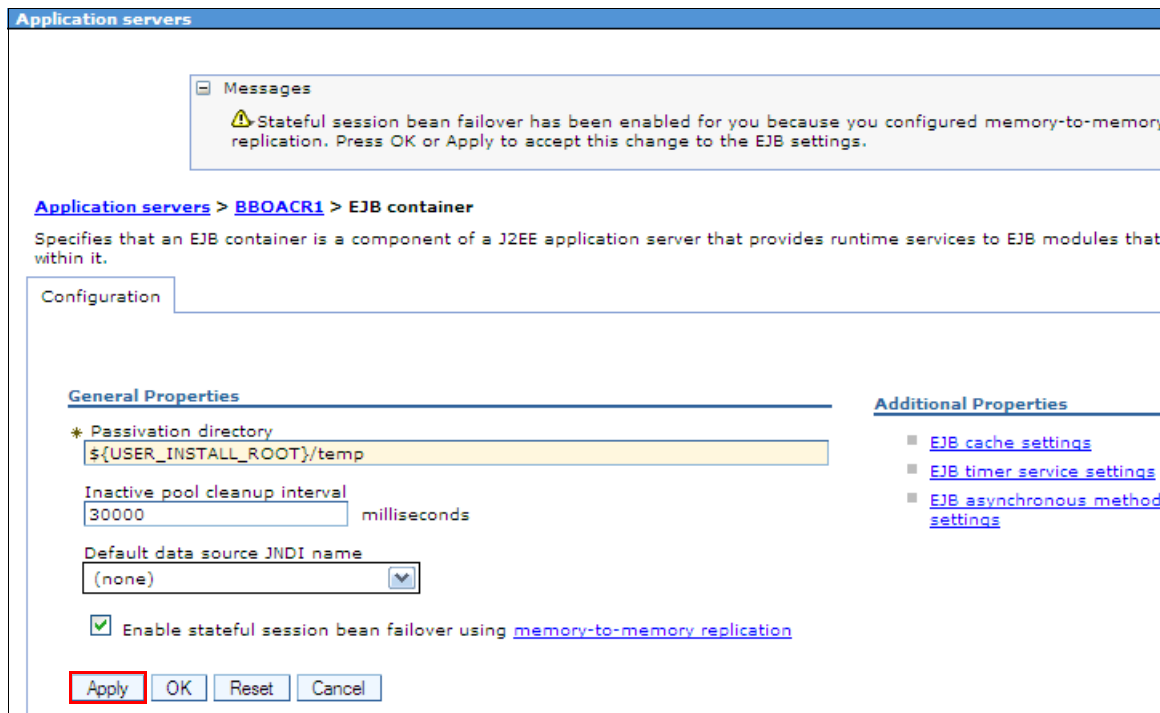 Application servers
Messages
Stateful session bean failover has been enabled for you because you configured memory-to-memory
replication. Press OK or Apply to accept this change to the EJB settings.
Application servers > BBOACR1 > EJB container
Specifies that an EJB container is a component of a J2EE application server that provides runtime services to EJB modules that
within it.
Configuration
General Properties
* Passivation directory
${USER_INSTALL_ROOT}/temp
Inactive pool cleanup interval
30000 milliseconds
Default data source JNDI name
(none)
Enable stateful session bean failover using memory-to-memory replication
Apply OK Reset Cancel
Additional Properties
EJB cache settings
EJB timer service settings
EJB asynchronous method
settings